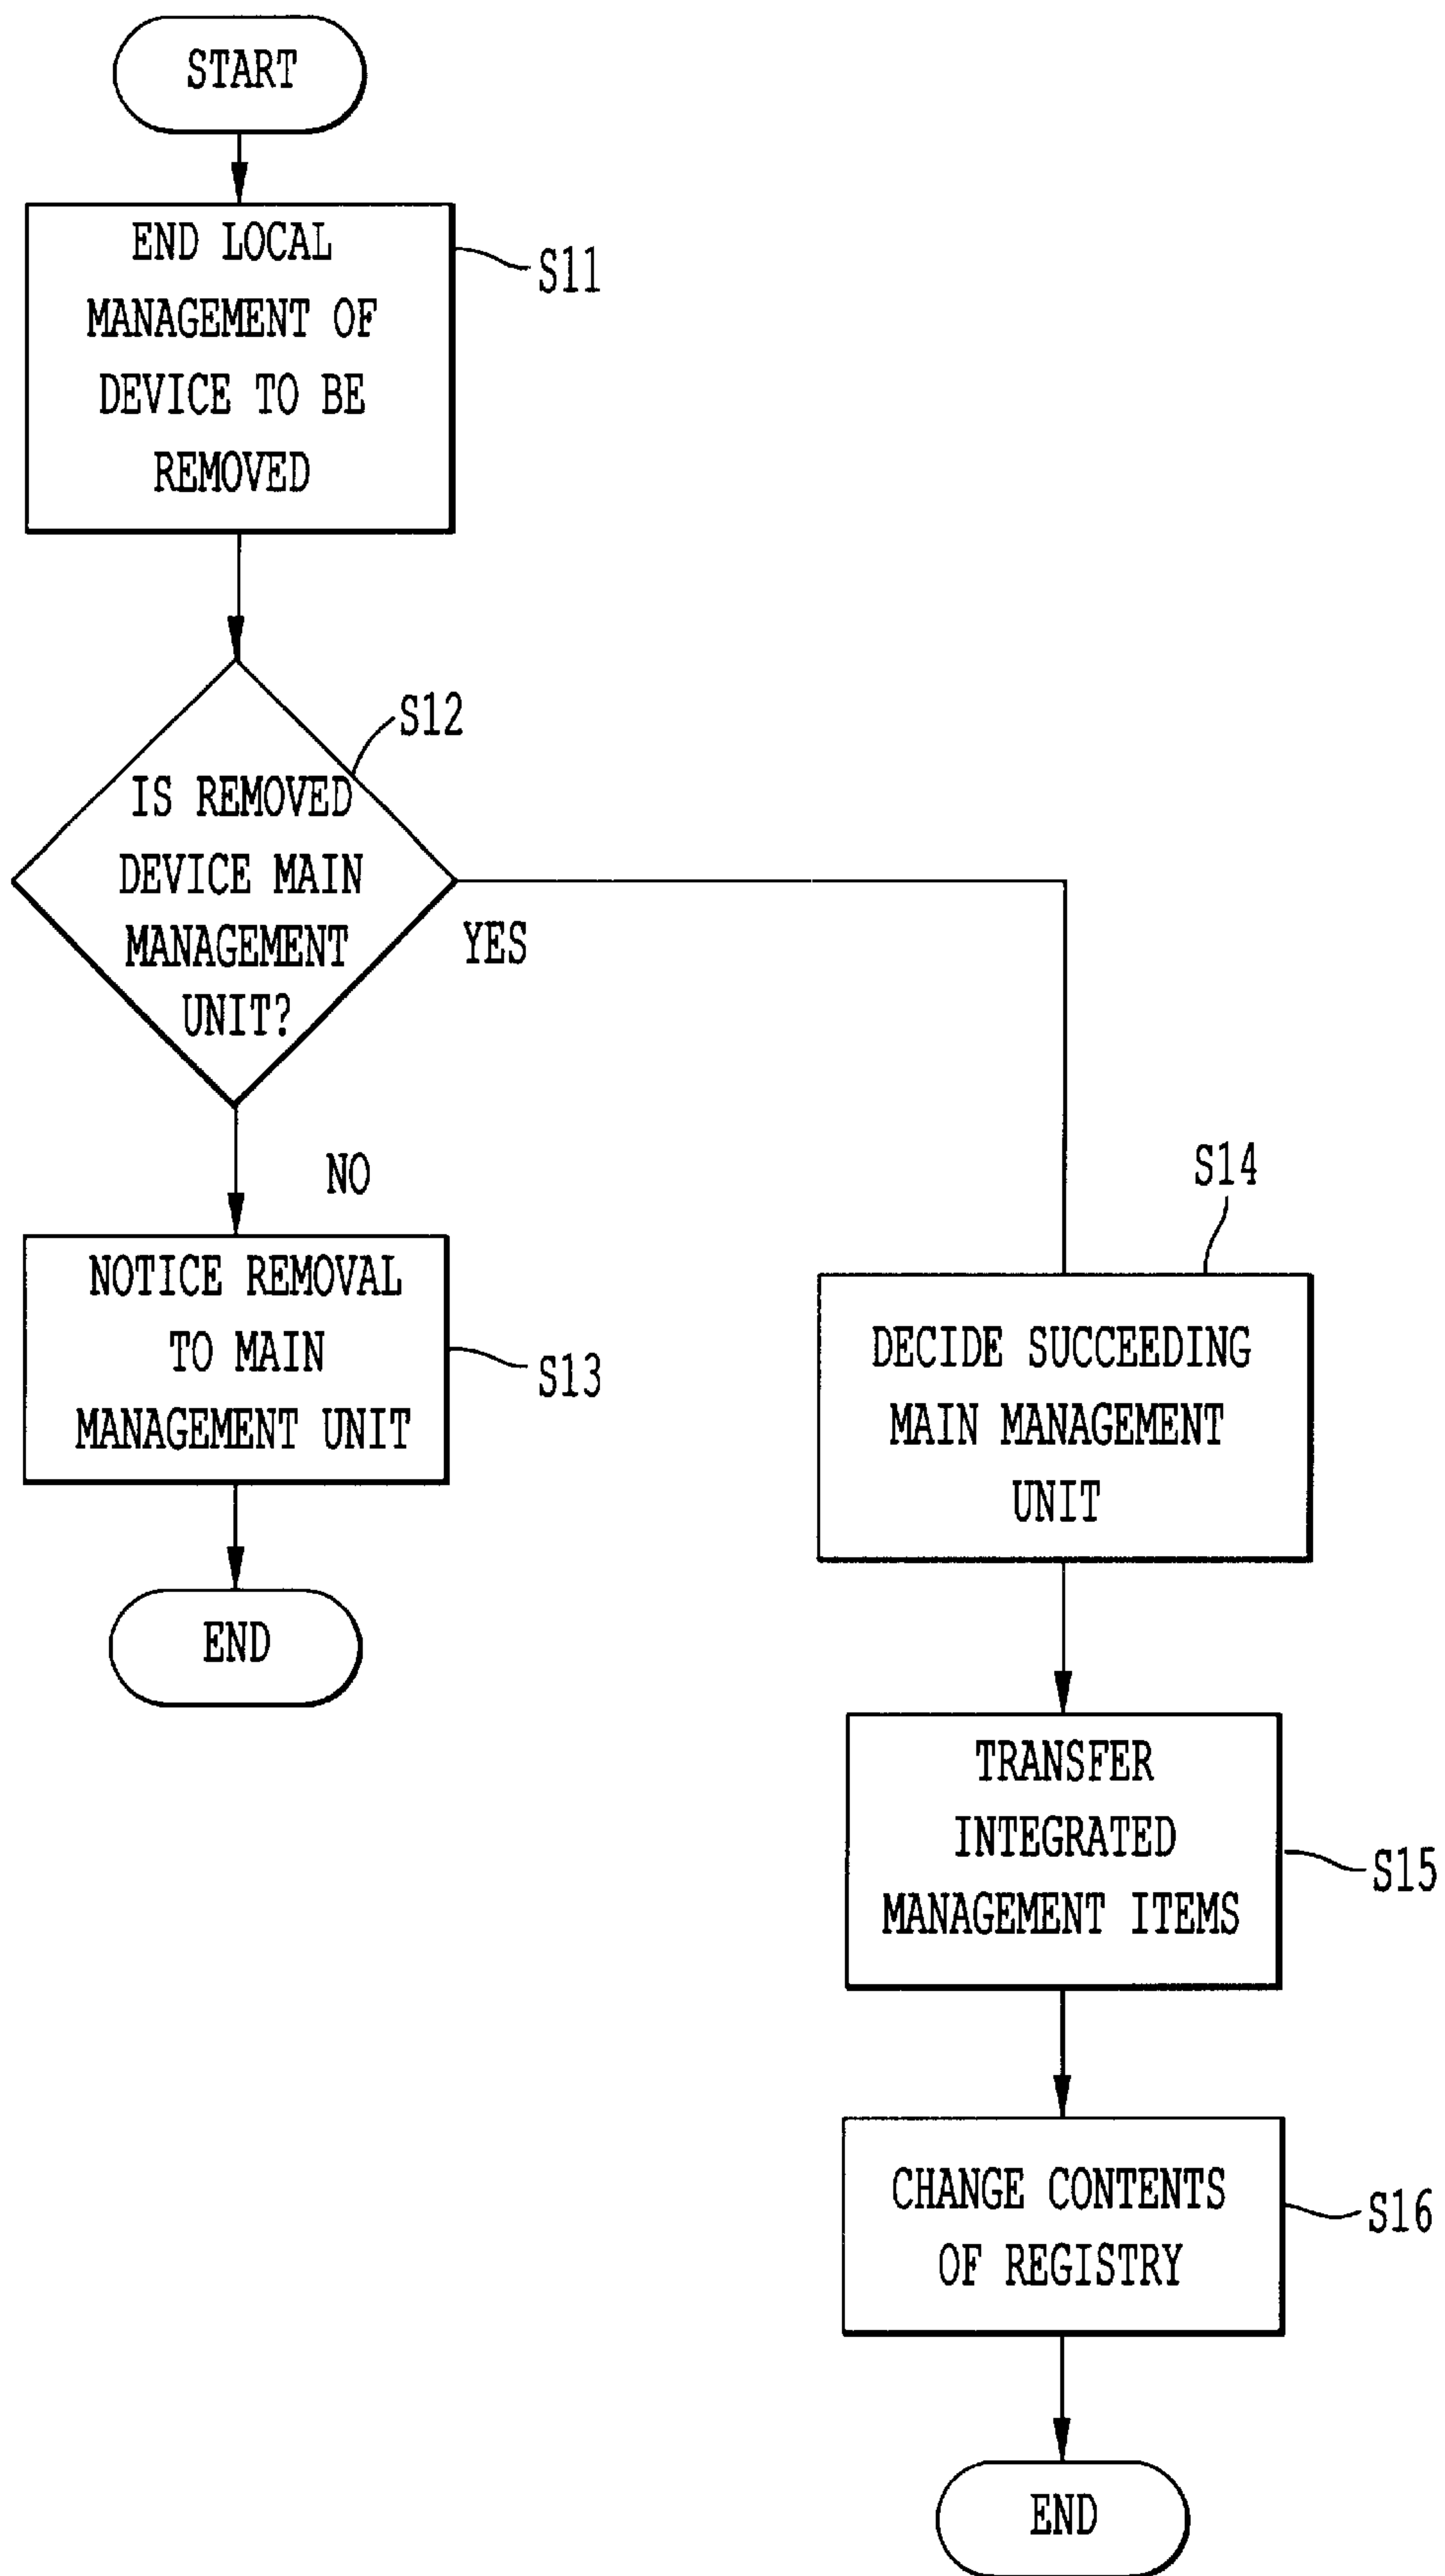 START
END LOCAL
MANAGEMENT OF
DEVICE TO BE
REMOVED
S11
S12
IS REMOVED
DEVICE MAIN
MANAGEMENT
UNIT?
YES
NO
NOTICE REMOVAL
TO MAIN
MANAGEMENT UNIT
S13
END
S14
DECIDE SUCCEEDING
MAIN MANAGEMENT
UNIT
TRANSFER
INTEGRATED
MANAGEMENT ITEMS
S15
CHANGE CONTENTS
OF REGISTRY
S16
END